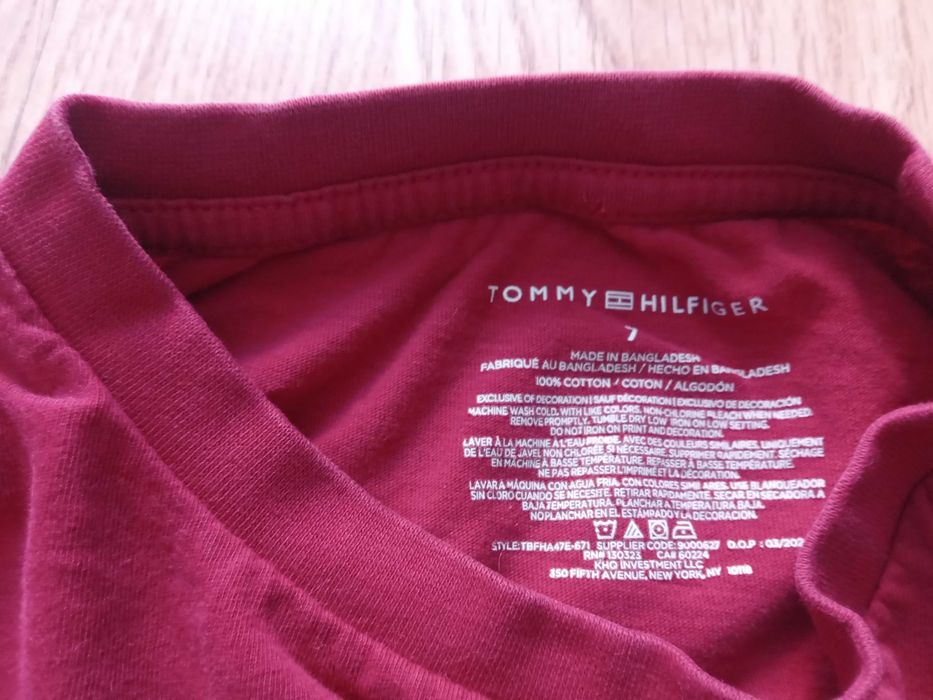 TOMMY HILFIGER
7
MADE IN BANGLADESH
FABRIQUÉ AU BANGLADESH / HECHO EN BANGLADESH
100% COTTON / COTON / ALGODÓN
EXCLUSIVE OF DECORATION | SAUF DÉCORATION | EXCLUSIVO DE DECORACIÓN
MACHINE WASH COLD, WITH LIKE COLORS. NON-CHLORINE BLEACH WHEN NEEDED.
REMOVE PROMPTLY. TUMBLE DRY LOW. IRON ON LOW SETTING.
DO NOT IRON ON PRINT AND DECORATION.
LAVER À LA MACHINE À L'EAU FROIDE, AVEC DES COULEURS SIMILAIRES. UNIQUEMENT
DE L'EAU DE JAVEL NON CHLORÉE SI NÉCESSAIRE. SUPPRIMER RAPIDEMENT. SÉCHAGE
EN MACHINE À BASSE TEMPÉRATURE. REPASSER À BASSE TEMPÉRATURE.
NE PAS REPASSER L'IMPRIMÉ ET LA DÉCORATION.
LAVAR A MÁQUINA CON AGUA FRIA, CON COLORES SIMILARES. USE BLANQUEADOR
SIN CLORO CUANDO SE NECESITE. RETIRAR RAPIDAMENTE. SECAR EN SECADORA A
BAJA TEMPERATURA. PLANCHAR A TEMPERATURA BAJA.
NO PLANCHAR EN EL ESTAMPADO Y LA DECORACIÓN.
STYLE:TBFHA47E-671 SUPPLIER CODE:9000627 D.O.P : 03/202
RN# 130323 CA# 60224
KHQ INVESTMENT LLC
350 FIFTH AVENUE, NEW YORK, NY 10118